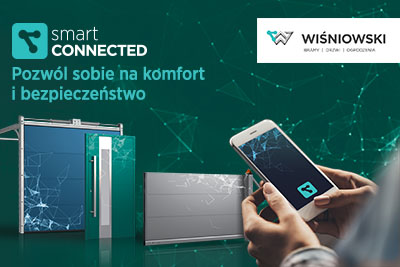 smart
CONNECTED
Pozwól sobie na komfort
i bezpieczeństwo
WIŚNIOWSKI
BRAMY | DRZWI | OGRODZENIA